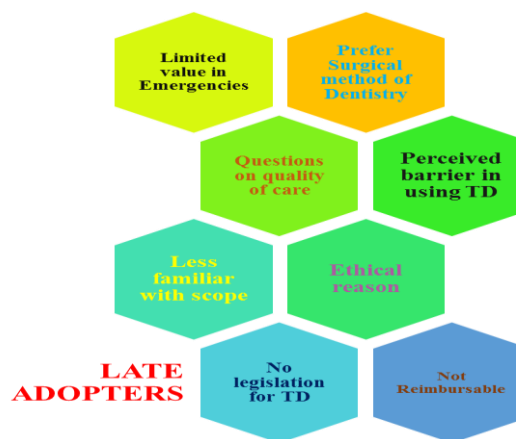 Limited
value in
Emergencies
Prefer
Surgical
method of
Dentistry
Questions
on quality
of care
Perceived
barrier in
using TD
Less
familiar
with scope
Ethical
reason
LATE
ADOPTERS
No
legislation
for TD
Not
Reimbursable